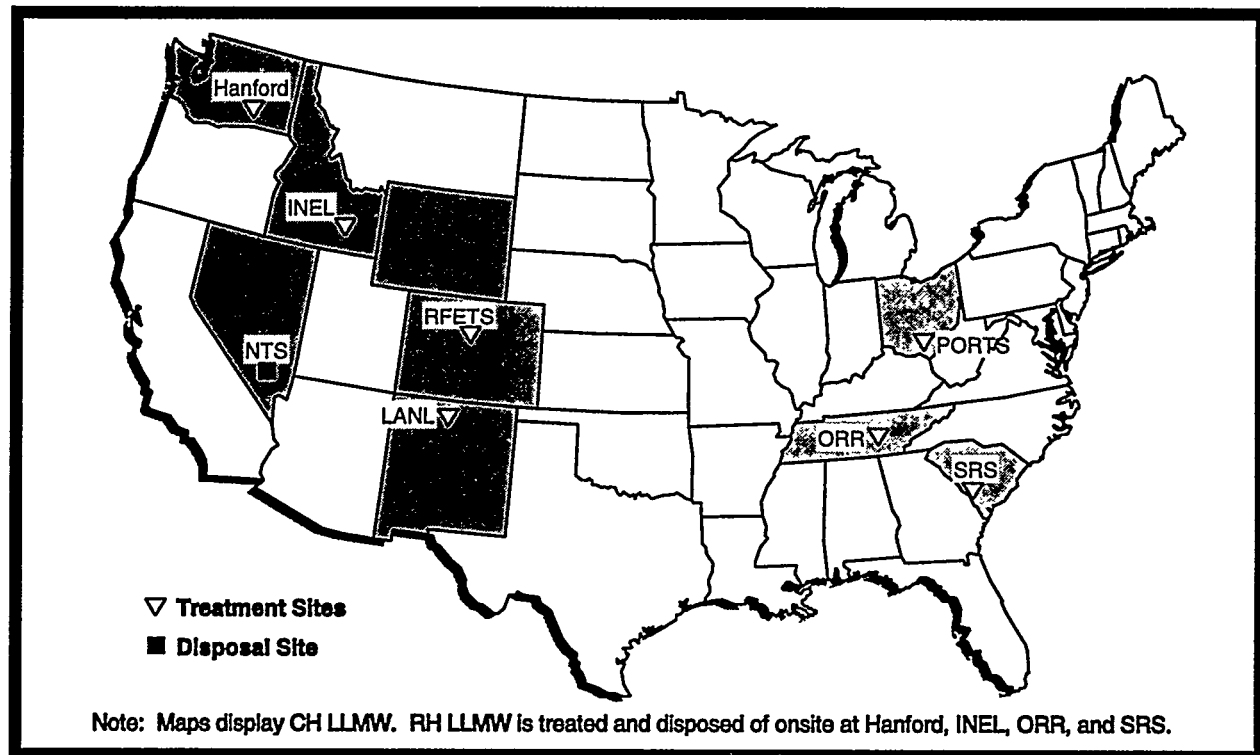 Hanford
INEL
RFETS
NTS
PORTS
LANL
ORR
SRS
Treatment Sites
Disposal Site
Note: Maps display CH LLMW. RH LLMW is treated and disposed of onsite at Hanford, INEL, ORR, and SRS.